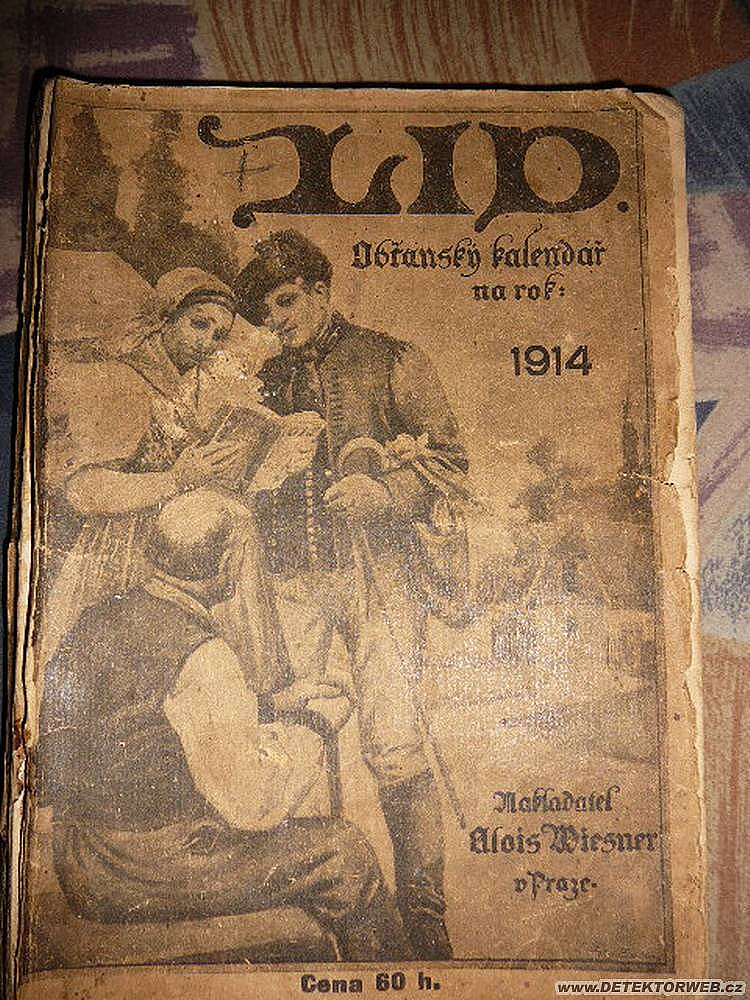 LID.
Občanský kalendář
na rok:
1914
Nakladatel
Alois Wiesner
v Praze.
Cena 60 h.
www.DETEKTORWEB.cz